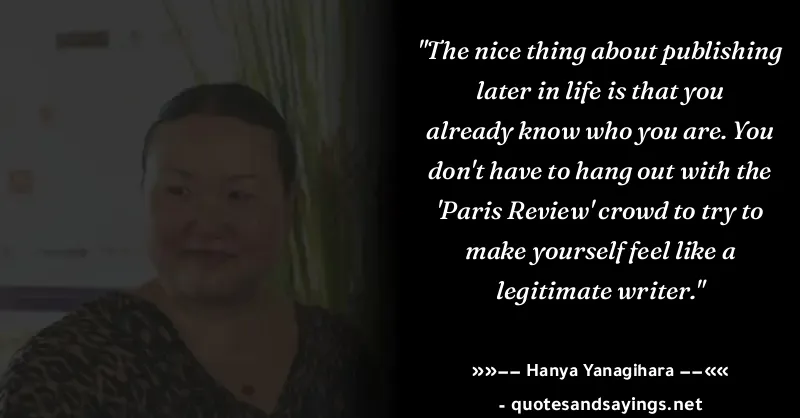 "The nice thing about publishing
later in life is that you
already know who you are. You
don't have to hang out with the
'Paris Review' crowd to try to
make yourself feel like a
legitimate writer."
»»—— Hanya Yanagihara ——««
- quotesandsayings.net